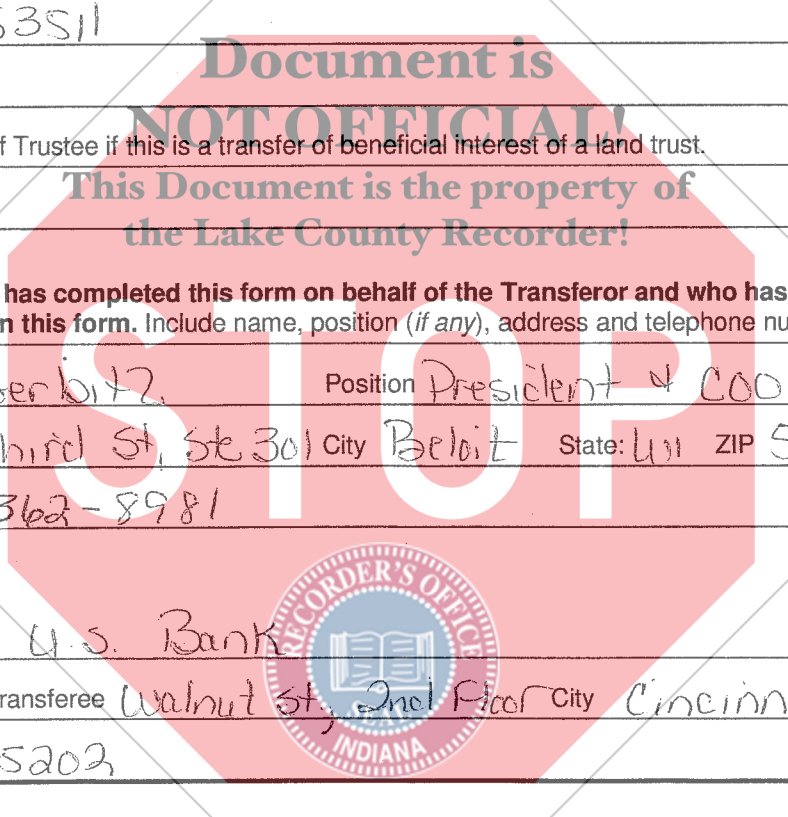 53511
Document is
NOT OFFICIAL!
f Trustee if this is a transfer of beneficial interest of a land trust.
This Document is the property of
the Lake County Recorder!
has completed this form on behalf of the Transferor and who has
n this form. Include name, position (if any), address and telephone nu
STOP
erbitz Position President & COO
hird St, Ste 301 City Beloit State: WI ZIP 5
362-8981
RECORDER'S OFFICE
U.S. Bank
ransferee Walnut St, 2nd Floor City Cincinn
SEAL
INDIANA
5202